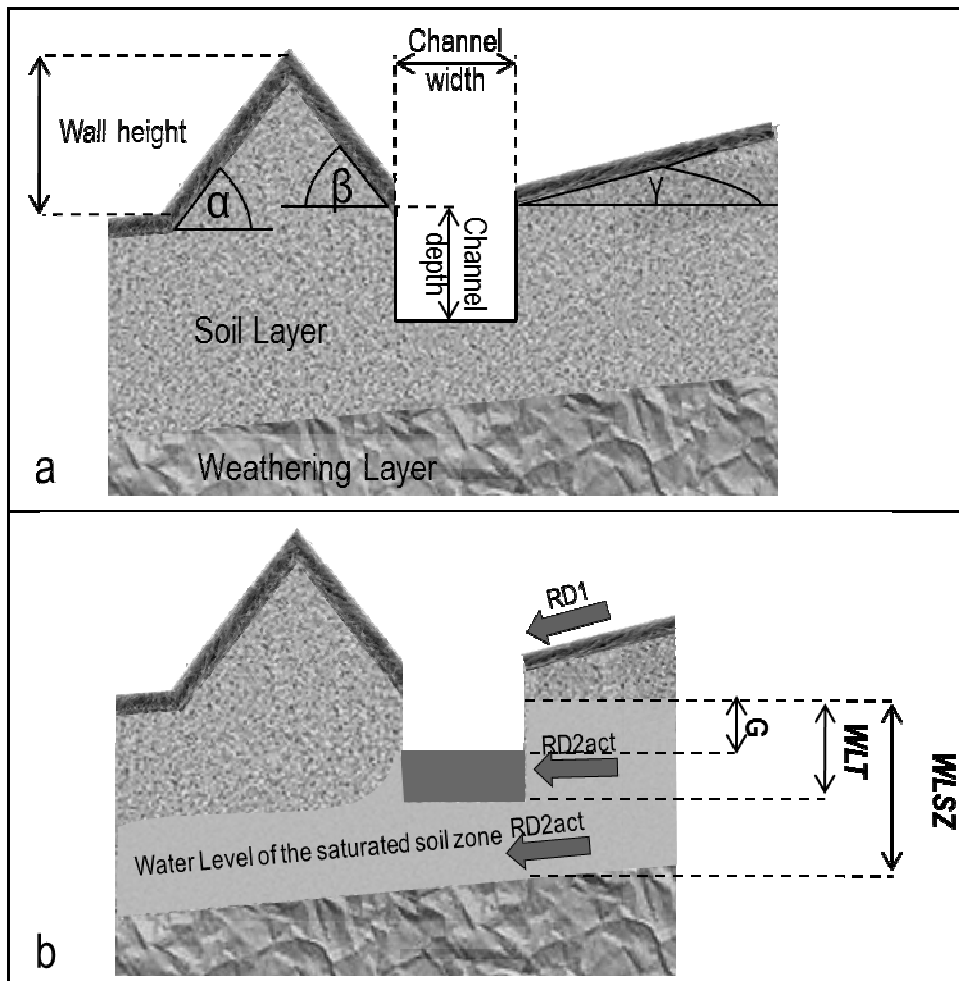 Channel
width
Wall height
α
β
γ
Channel
depth
Soil Layer
Weathering Layer
a
RD1
G
WLT
WLSZ
RD2act
RD2act
Water Level of the saturated soil zone
b